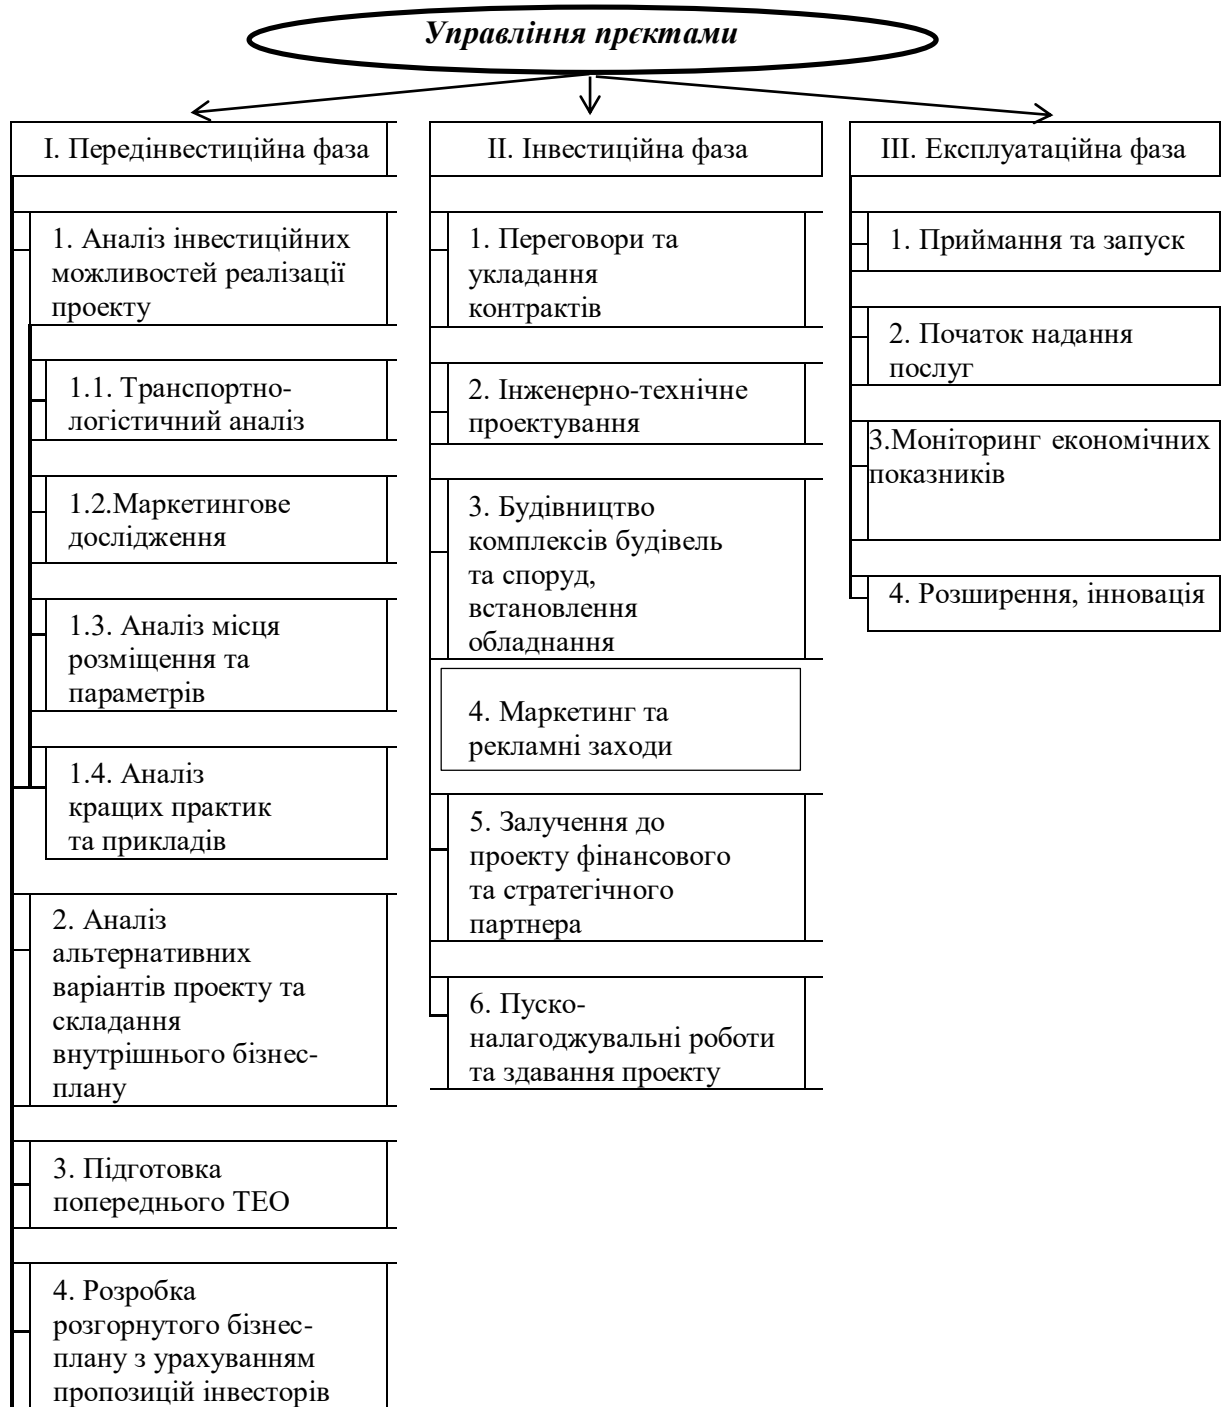 Управління прєктами
І. Передінвестиційна фаза
1. Аналіз інвестиційних
можливостей реалізації
проекту
1.1. Транспортно-
логістичний аналіз
1.2.Маркетингове
дослідження
1.3. Аналіз місця
розміщення та
параметрів
1.4. Аналіз
кращих практик
та прикладів
2. Аналіз
альтернативних
варіантів проекту та
складання
внутрішнього бізнес-
плану
3. Підготовка
попереднього ТЕО
4. Розробка
розгорнутого бізнес-
плану з урахуванням
пропозицій інвесторів
ІІ. Інвестиційна фаза
1. Переговори та
укладання
контрактів
2. Інженерно-технічне
проектування
3. Будівництво
комплексів будівель
та споруд,
встановлення
обладнання
4. Маркетинг та
рекламні заходи
5. Залучення до
проекту фінансового
та стратегічного
партнера
6. Пуско-
налагоджувальні роботи
та здавання проекту
ІІІ. Експлуатаційна фаза
1. Приймання та запуск
2. Початок надання
послуг
3.Моніторинг економічних
показників
4. Розширення, інновація